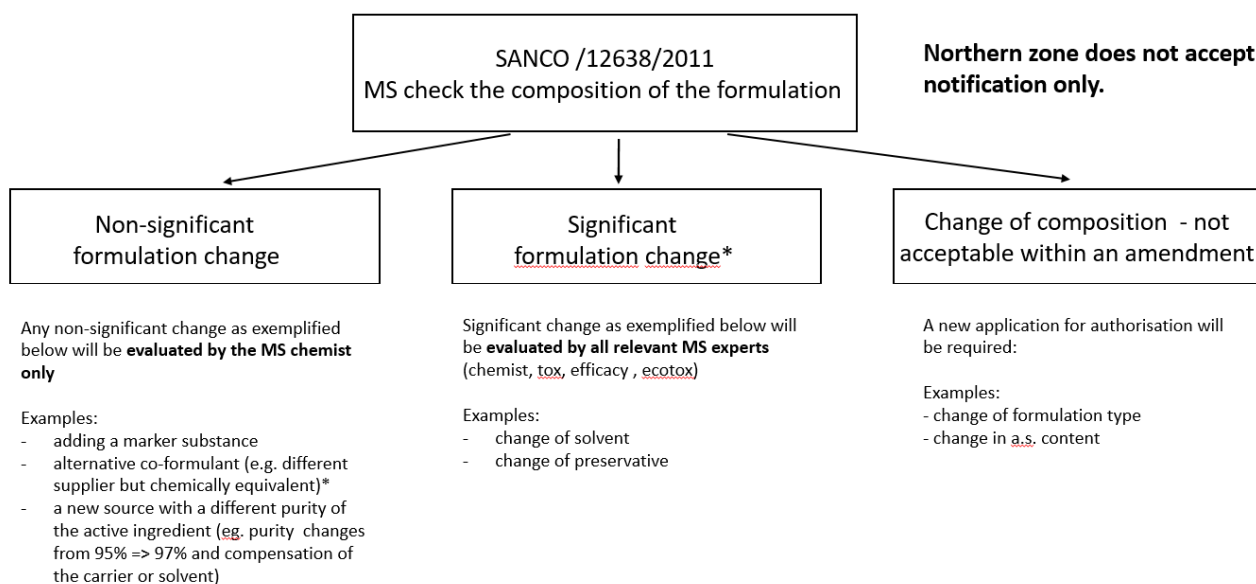 SANCO /12638/2011
MS check the composition of the formulation
Northern zone does not accept
notification only.
Non-significant
formulation change
Significant
formulation change*
Change of composition - not
acceptable within an amendment
Any non-significant change as exemplified
below will be evaluated by the MS chemist
only
Examples:
- adding a marker substance
- alternative co-formulant (e.g. different
supplier but chemically equivalent)*
- a new source with a different purity of
the active ingredient (eg. purity changes
from 95% => 97% and compensation of
the carrier or solvent)
Significant change as exemplified below will
be evaluated by all relevant MS experts
(chemist, tox, efficacy , ecotox)
Examples:
- change of solvent
- change of preservative
A new application for authorisation will
be required:
Examples:
- change of formulation type
- change in a.s. content